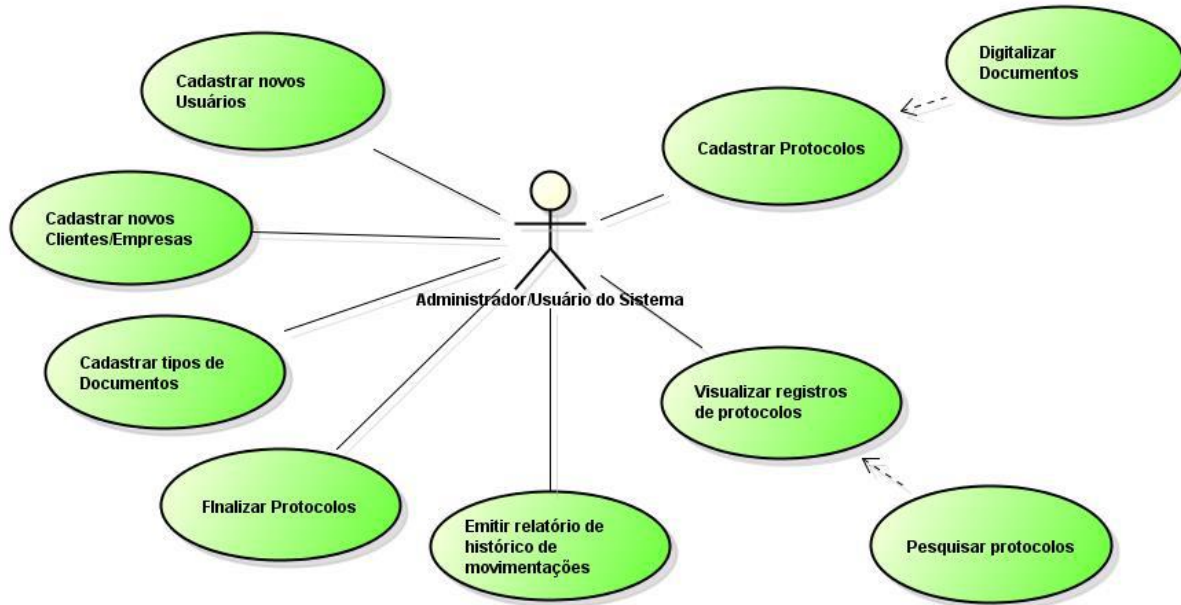 Cadastrar novos
Usuários
Digitalizar
Documentos
Cadastrar Protocolos
Cadastrar novos
Clientes/Empresas
Administrador/Usuário do Sistema
Cadastrar tipos de
Documentos
Visualizar registros
de protocolos
FInalizar Protocolos
Emitir relatório de
histórico de
movimentações
Pesquisar protocolos